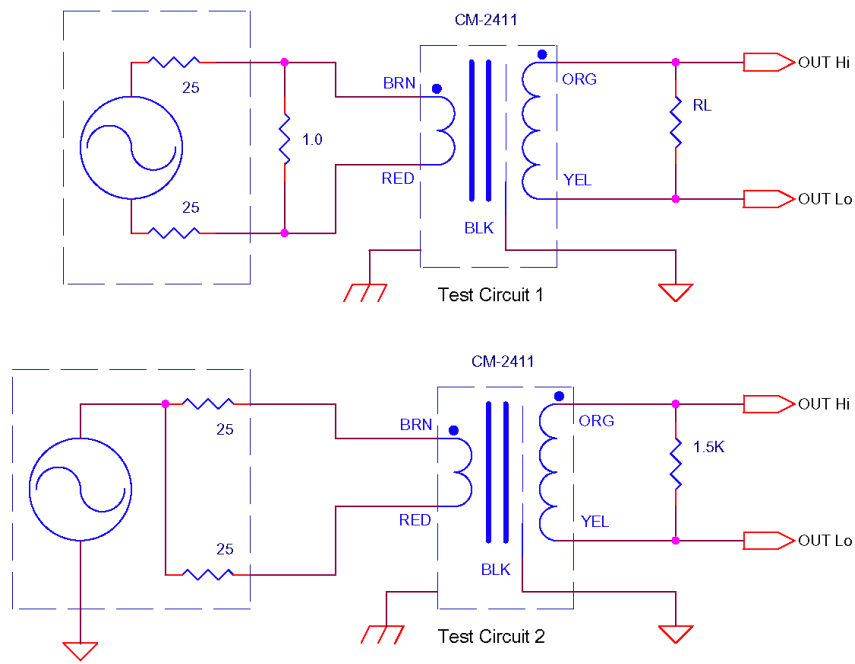 CM-2411
OUT Hi
25
BRN
ORG
1.0
RL
RED
YEL
OUT Lo
25
BLK
Test Circuit 1
CM-2411
OUT Hi
BRN
ORG
25
1.5K
RED
YEL
OUT Lo
25
BLK
Test Circuit 2